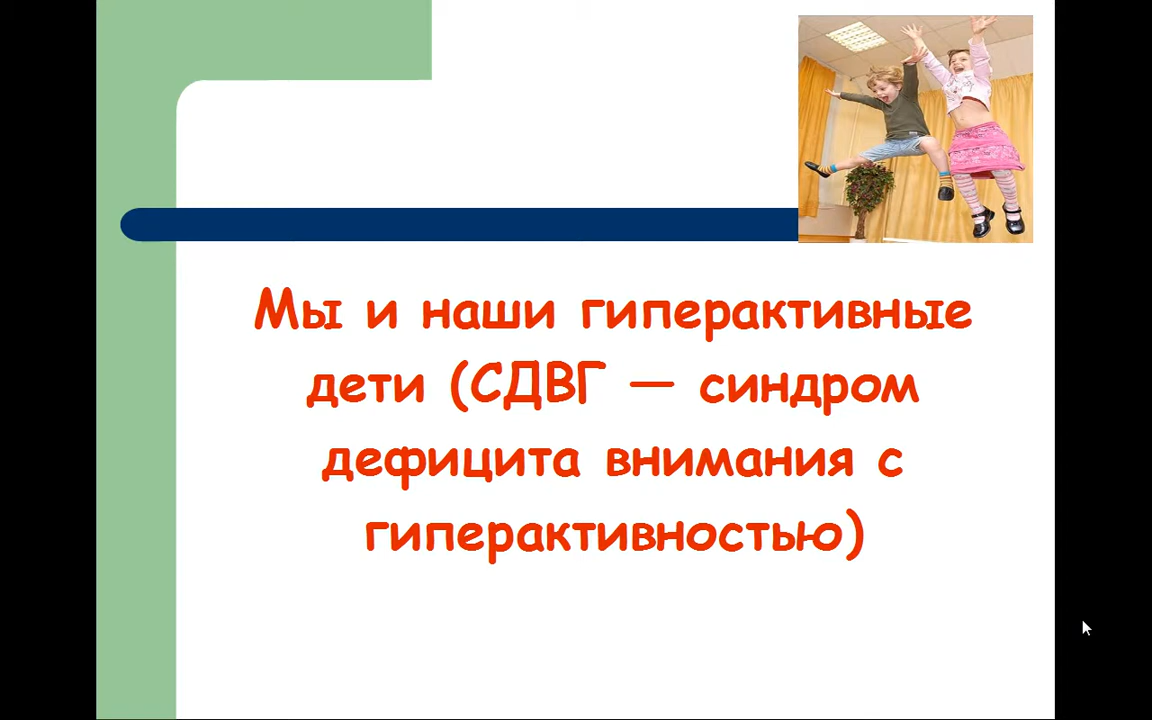 Мы и наши гиперактивные
дети (СДВГ — синдром
дефицита внимания с
гиперактивностью)